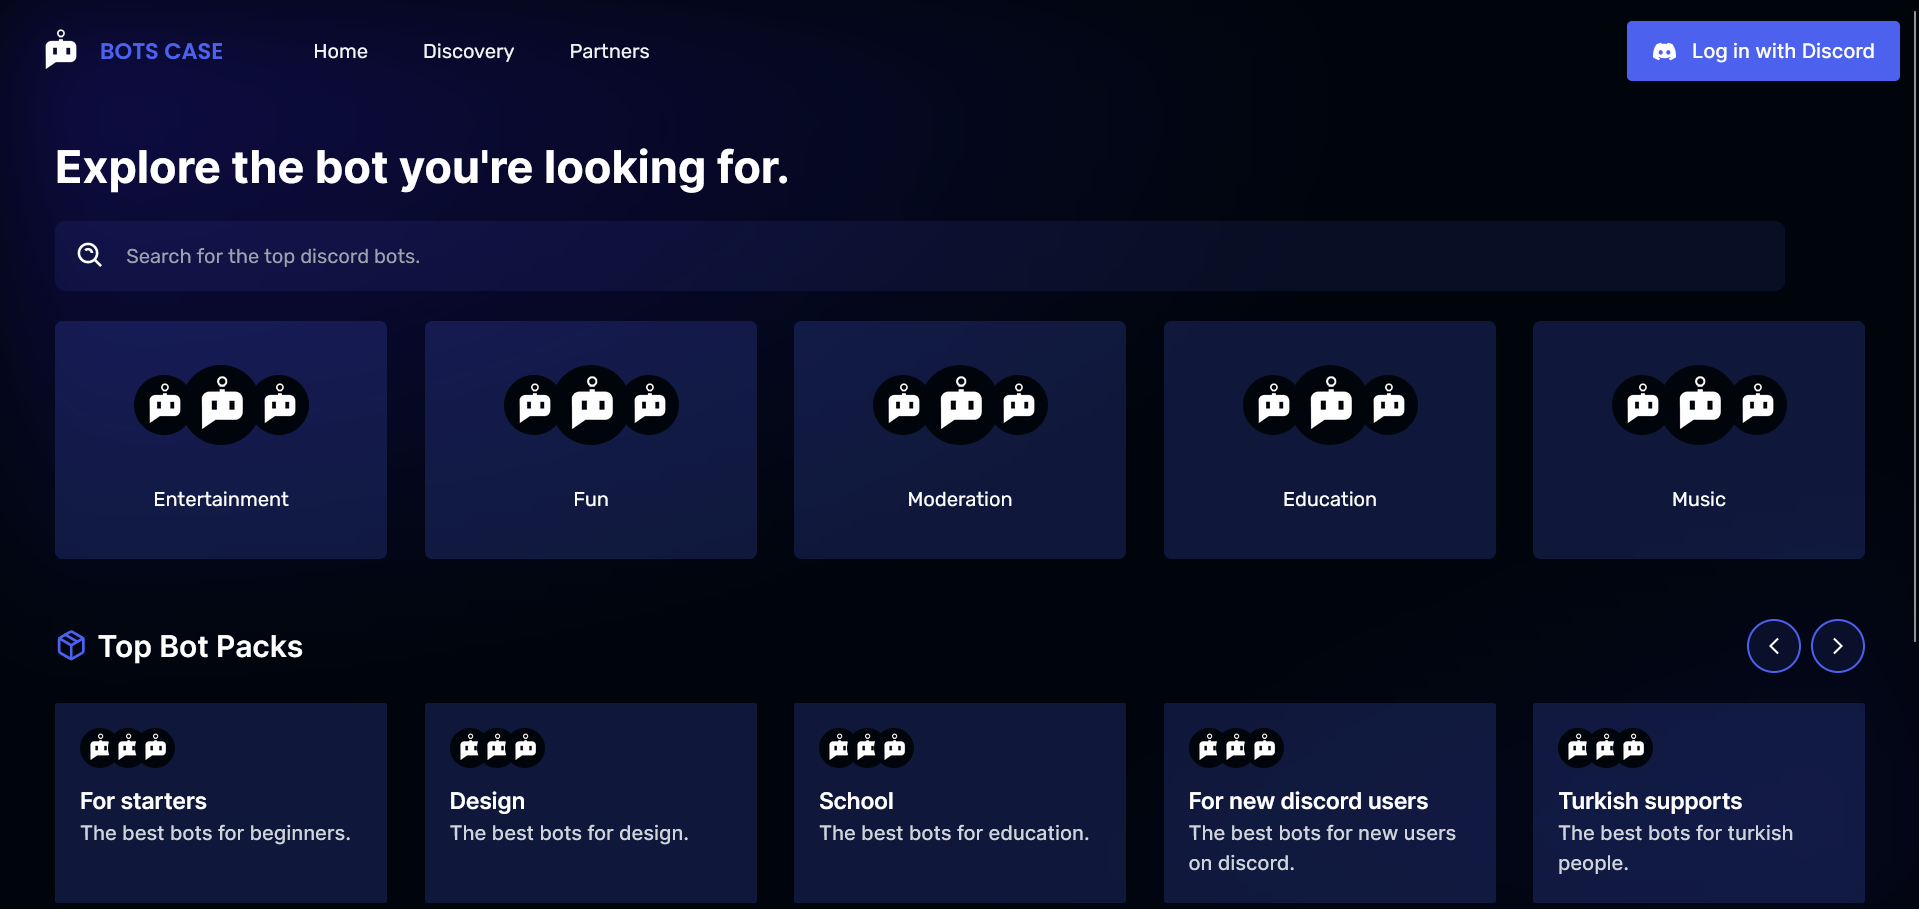 BOTS CASE
Home
Discovery
Partners
Log in with Discord
Explore the bot you're looking for.
Search for the top discord bots.
Entertainment
Fun
Moderation
Education
Music
Top Bot Packs
For starters
The best bots for beginners.
Design
The best bots for design.
School
The best bots for education.
For new discord users
The best bots for new users
on discord.
Turkish supports
The best bots for turkish
people.